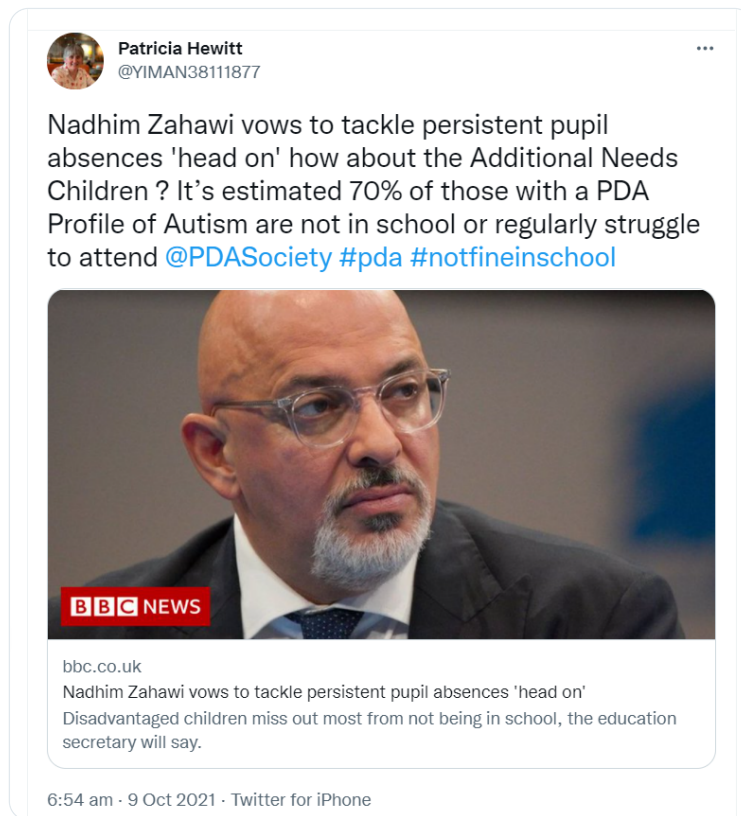 Patricia Hewitt
@YIMAN38111877
Nadhim Zahawi vows to tackle persistent pupil
absences 'head on' how about the Additional Needs
Children ? It’s estimated 70% of those with a PDA
Profile of Autism are not in school or regularly struggle
to attend @PDASociety #pda #notfineinschool
BBC NEWS
bbc.co.uk
Nadhim Zahawi vows to tackle persistent pupil absences 'head on'
Disadvantaged children miss out most from not being in school, the education
secretary will say.
6:54 am · 9 Oct 2021 · Twitter for iPhone